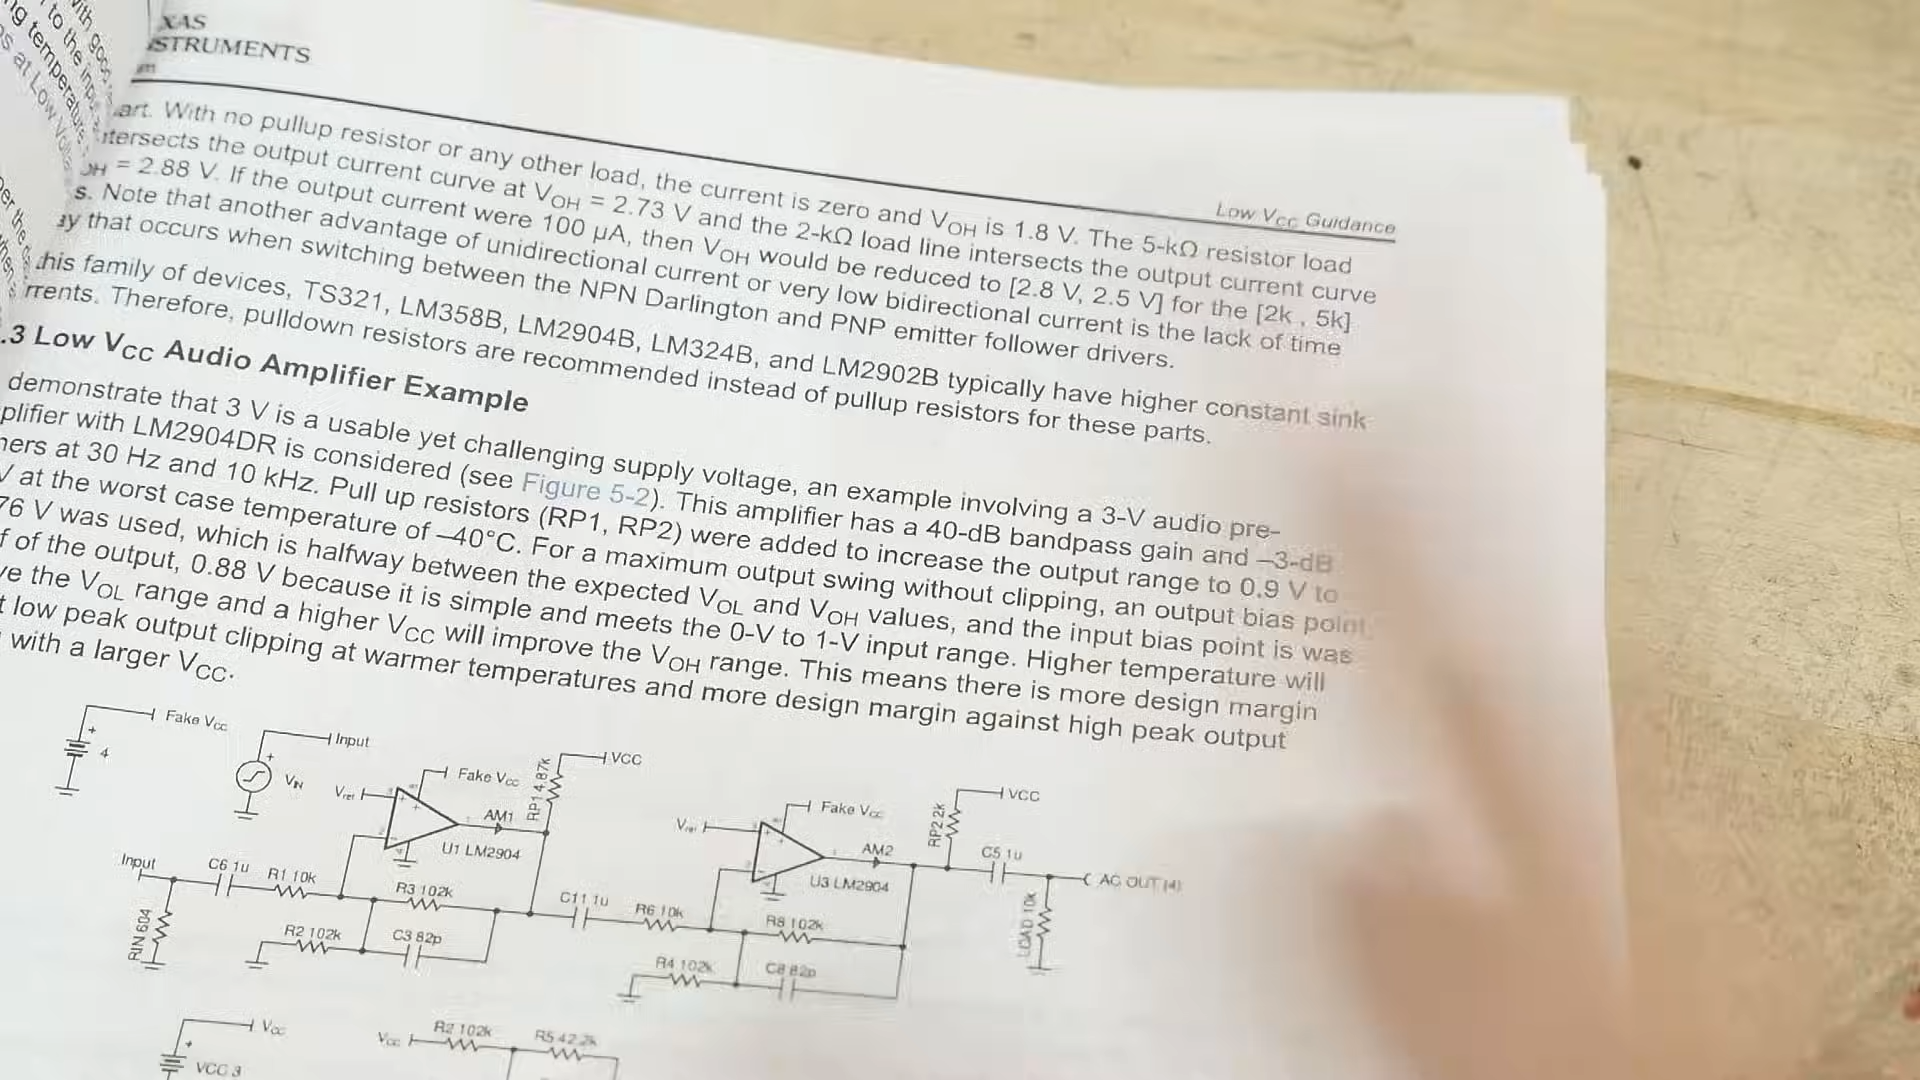 XAS
STRUMENTS
Low VCC Guidance
art. With no pullup resistor or any other load, the current is zero and VOH is 1.8 V. The 5-kΩ resistor load
tersects the output current curve at VOH = 2.73 V and the 2-kΩ load line intersects the output current curve
OH = 2.88 V. If the output current were 100 µA, then VOH would be reduced to [2.8 V, 2.5 V] for the [2k , 5k]
s. Note that another advantage of unidirectional current or very low bidirectional current is the lack of time
ay that occurs when switching between the NPN Darlington and PNP emitter follower drivers.
this family of devices, TS321, LM358B, LM2904B, LM324B, and LM2902B typically have higher constant sink
rrents. Therefore, pulldown resistors are recommended instead of pullup resistors for these parts.
.3 Low VCC Audio Amplifier Example
demonstrate that 3 V is a usable yet challenging supply voltage, an example involving a 3-V audio pre-
plifier with LM2904DR is considered (see Figure 5-2). This amplifier has a 40-dB bandpass gain and –3-dB
ners at 30 Hz and 10 kHz. Pull up resistors (RP1, RP2) were added to increase the output range to 0.9 V to
V at the worst case temperature of –40°C. For a maximum output swing without clipping, an output bias point
76 V was used, which is halfway between the expected VOL and VOH values, and the input bias point is was
f of the output, 0.88 V because it is simple and meets the 0-V to 1-V input range. Higher temperature will
ve the VOL range and a higher VCC will improve the VOH range. This means there is more design margin
t low peak output clipping at warmer temperatures and more design margin against high peak output
with a larger VCC.
Fake VCC
4
Input
VIN
Vref
Fake VCC
AM1
U1 LM2904
RP1 4.87k
VCC
Vref
Fake VCC
AM2
U3 LM2904
RP2 2k
VCC
C5 1u
AC OUT (4)
LOAD 10k
Input
RIN 604
C6 1u
R1 10k
R3 102k
R2 102k
C3 82p
C11 1u
R6 10k
R8 102k
R4 102k
C8 82p
VCC
VCC 3
VCC
R2 102k
R5 42.2k